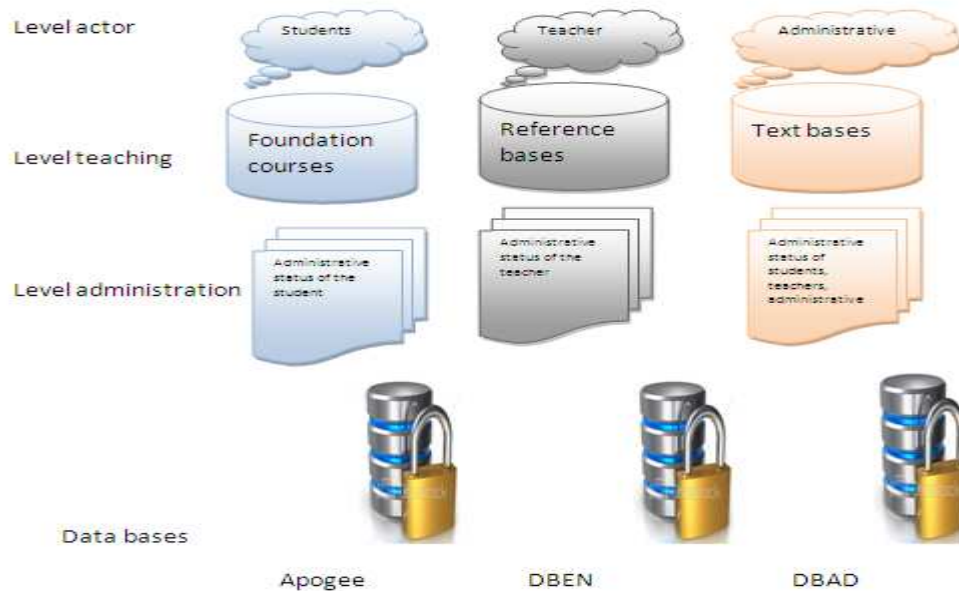 Level actor
Students
Teacher
Administrative
Level teaching
Foundation
courses
Reference
bases
Text bases
Level administration
Administrative
status of the
student
Administrative
status of the
teacher
Administrative
status of
students,
teachers,
administrative
Data bases
Apogee
DBEN
DBAD